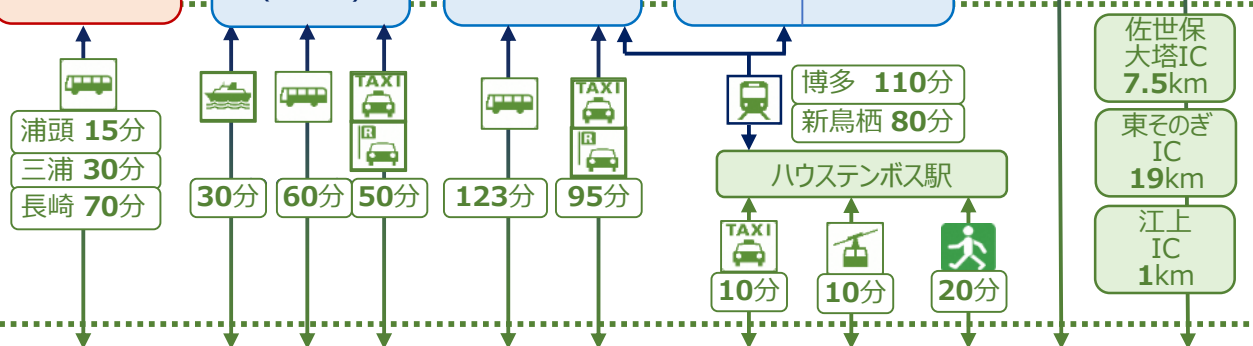 浦頭 15分
三浦 30分
長崎 70分
30分
60分
TAXI
R
50分
123分
TAXI
R
95分
博多 110分
新鳥栖 80分
ハウステンボス駅
TAXI
10分
10分
20分
佐世保
大塔IC
7.5km
東そのぎ
IC
19km
江上
IC
1km